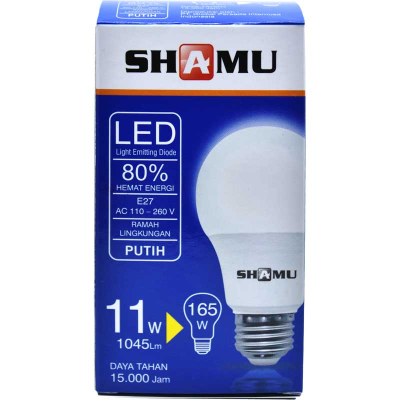 SHAMU
LED
Light Emitting Diode
80%
HEMAT ENERGI
E27
AC 110 - 260 V
RAMAH
LINGKUNGAN
PUTIH
SHAMU
11W
1045Lm
165
W
DAYA TAHAN
15.000 Jam